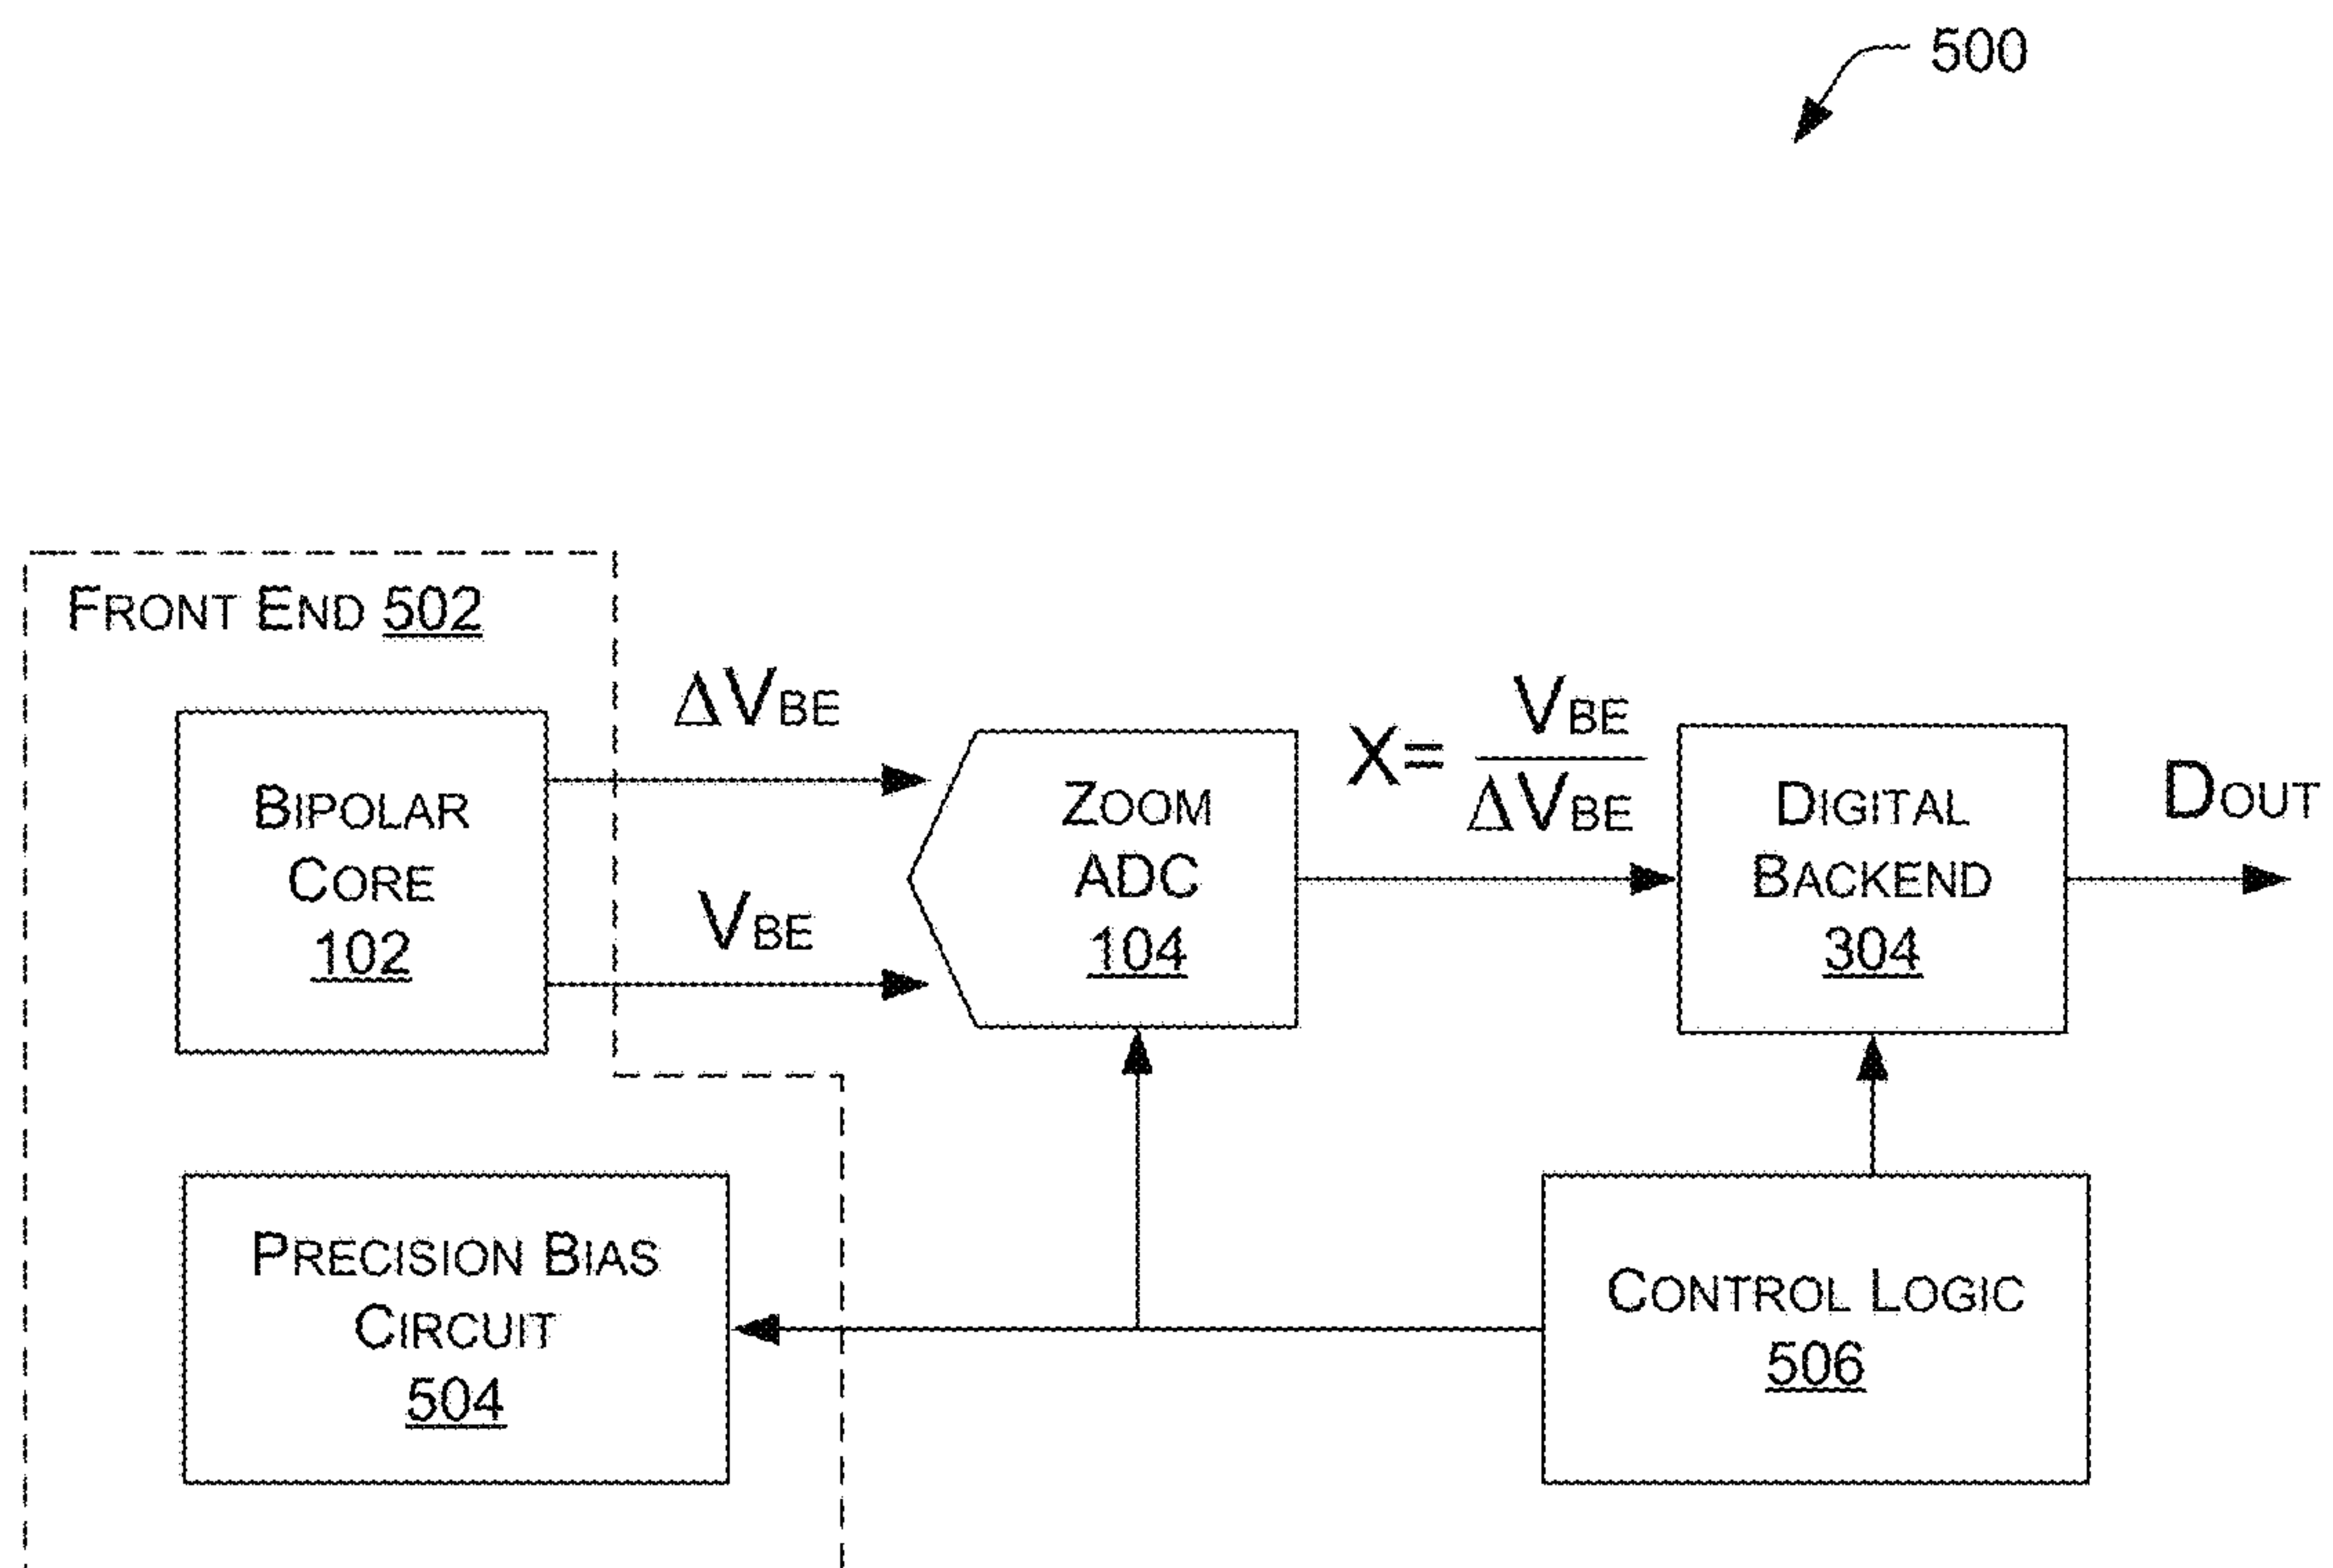 500
FRONT END 502
ΔVBE
BIPOLAR
CORE
102
VBE
ZOOM
ADC
104
X= VBE
ΔVBE
DIGITAL
BACKEND
304
DOUT
PRECISION BIAS
CIRCUIT
504
CONTROL LOGIC
506